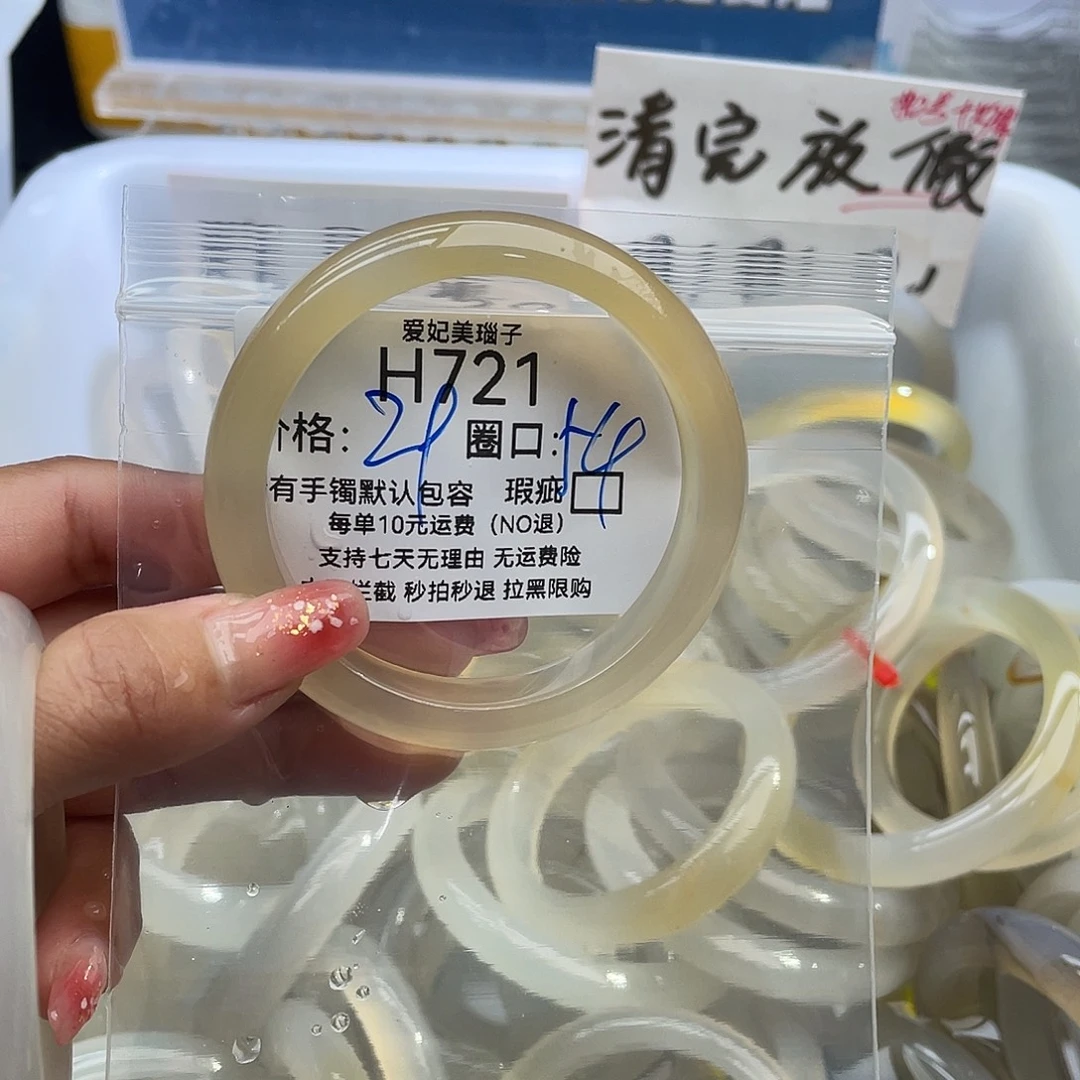 清完放假
爱妃美瑙子
H721
价格: 29 圈口: 59
有手镯默认包容 瑕疵
每单10元运费（NO退）
支持七天无理由 无运费险
拦截 秒拍秒退 拉黑限购